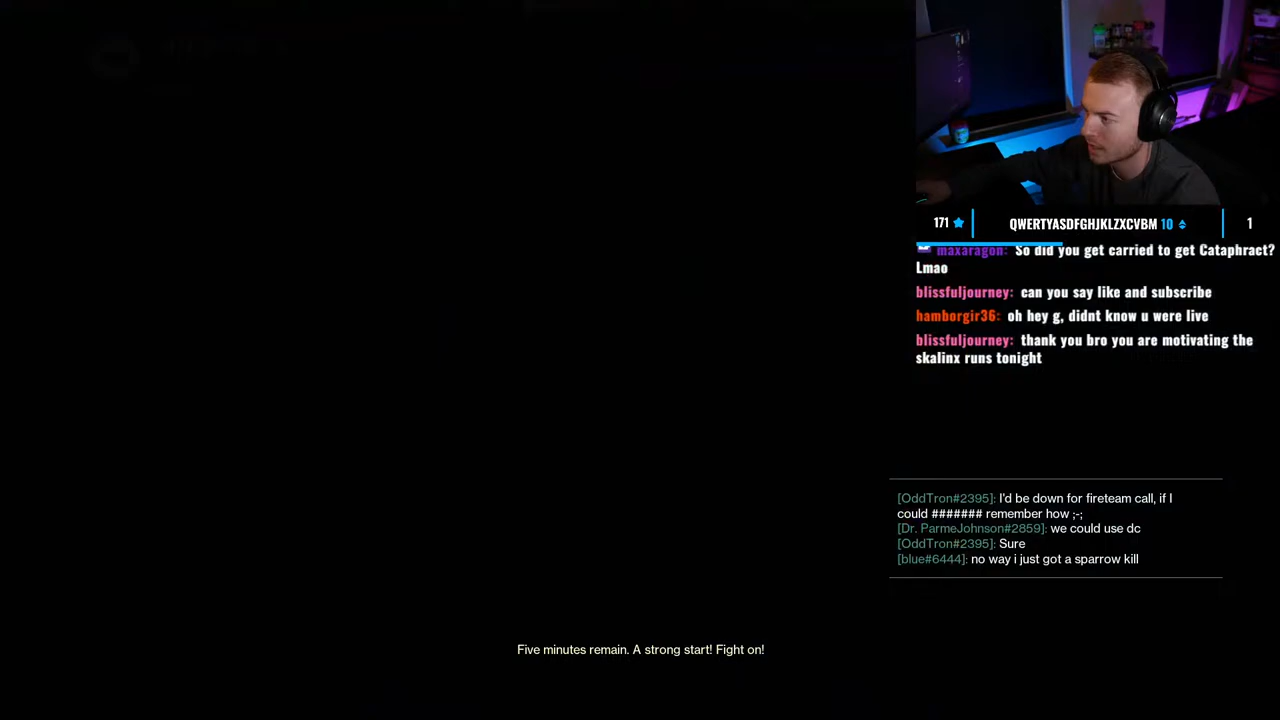 171
QWERTYASDFGHJKLZXCVBM 10
1
maxaragon: So did you get carried to get Cataphract?
Lmao
blissfuljourney: can you say like and subscribe
hamborgir36: oh hey g, didnt know u were live
blissfuljourney: thank you bro you are motivating the
skalinx runs tonight
[OddTron#2395]: I'd be down for fireteam call, if I
could ####### remember how ;-;
[Dr. ParmeJohnson#2859]: we could use dc
[OddTron#2395]: Sure
[blue#6444]: no way i just got a sparrow kill
Five minutes remain. A strong start! Fight on!